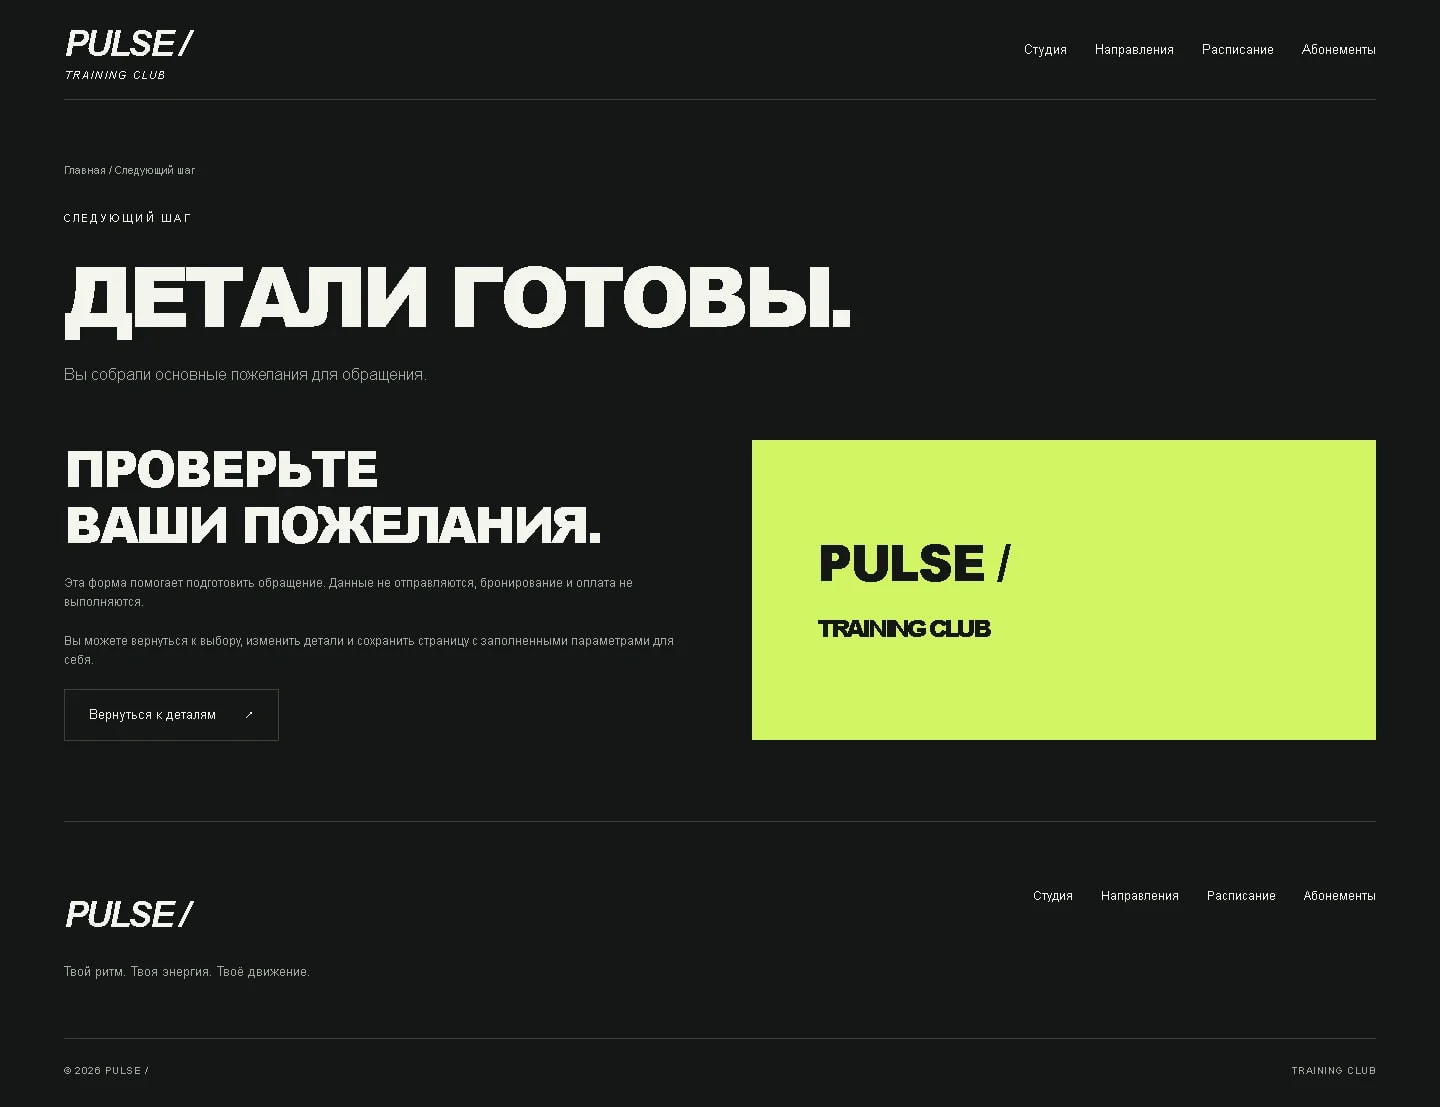 PULSE /
TRAINING CLUB
Студия Направления Расписание Абонементы
Главная / Следующий шаг
СЛЕДУЮЩИЙ ШАГ
ДЕТАЛИ ГОТОВЫ.
Вы собрали основные пожелания для обращения.
ПРОВЕРЬТЕ
ВАШИ ПОЖЕЛАНИЯ.
Эта форма помогает подготовить обращение. Данные не отправляются, бронирование и оплата не
выполняются.
Вы можете вернуться к выбору, изменить детали и сохранить страницу с заполненными параметрами для
себя.
Вернуться к деталям ↗
PULSE /
TRAINING CLUB
PULSE /
Студия Направления Расписание Абонементы
Твой ритм. Твоя энергия. Твоё движение.
© 2026 PULSE /
TRAINING CLUB